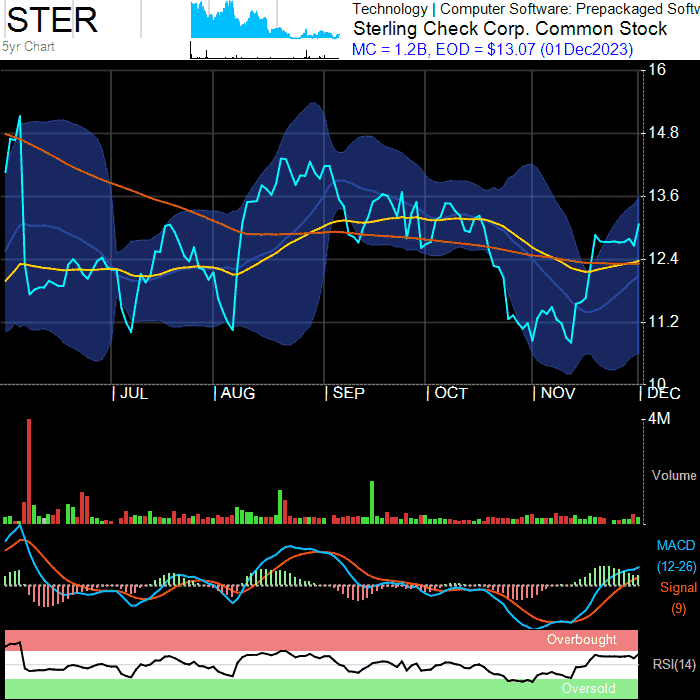 STER
5yr Chart
Technology | Computer Software: Prepackaged Softw
Sterling Check Corp. Common Stock
MC = 1.2B, EOD = $13.07 (01Dec2023)
16
14.8
13.6
12.4
11.2
10
JUL
AUG
SEP
OCT
NOV
DEC
4M
Volume
MACD
(12-26)
Signal
(9)
Overbought
RSI(14)
Oversold